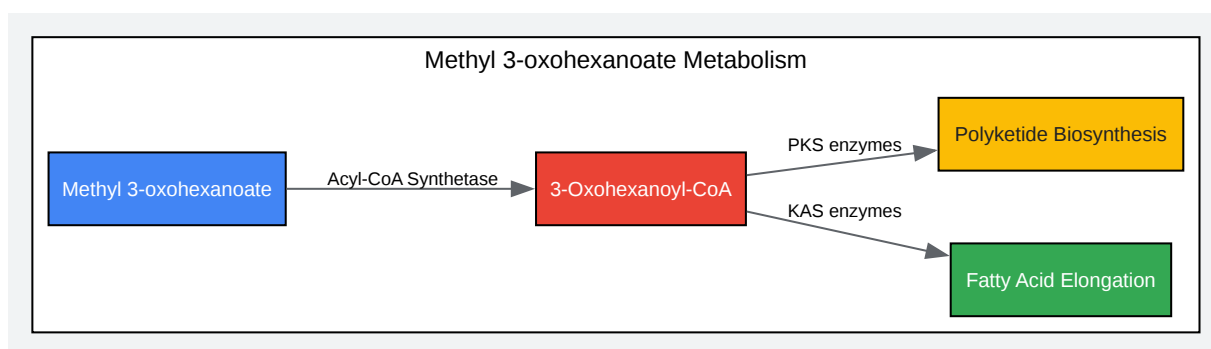 Methyl 3-oxohexanoate Metabolism
Methyl 3-oxohexanoate
Acyl-CoA Synthetase
3-Oxohexanoyl-CoA
PKS enzymes
Polyketide Biosynthesis
KAS enzymes
Fatty Acid Elongation